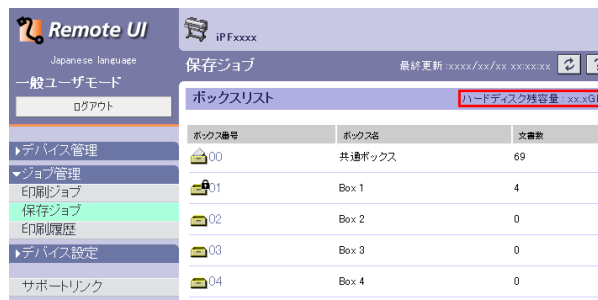 Remote UI
Japanese language
一般ユーザモード
ログアウト
▶デバイス管理
▼ジョブ管理
印刷ジョブ
保存ジョブ
印刷履歴
▶デバイス設定
サポートリンク
iPFxxxx
保存ジョブ
最終更新:xxxx/xx/xx xx:xx:xx
ボックスリスト
ハードディスク残容量:xx.xG
ボックス番号 ボックス名 文書数
00 共通ボックス 69
01 Box 1 4
02 Box 2 0
03 Box 3 0
04 Box 4 0